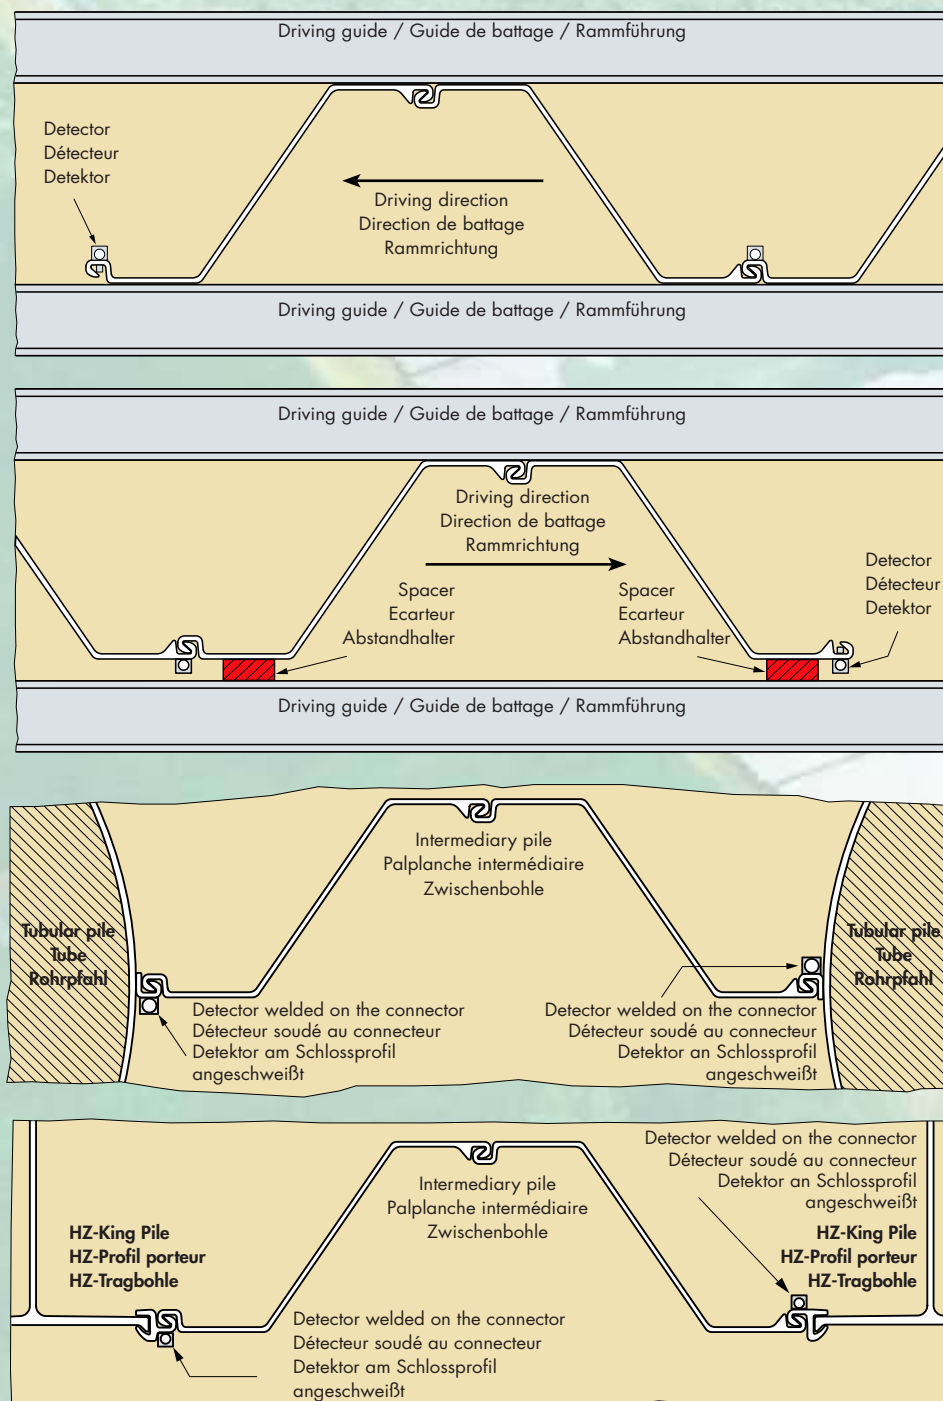 Driving guide / Guide de battage / Rammführung
Detector
Détecteur
Detektor
Driving direction
Direction de battage
Rammrichtung
Driving guide / Guide de battage / Rammführung
Driving guide / Guide de battage / Rammführung
Driving direction
Direction de battage
Rammrichtung
Spacer
Ecarteur
Abstandhalter
Spacer
Ecarteur
Abstandhalter
Detector
Détecteur
Detektor
Driving guide / Guide de battage / Rammführung
Intermediary pile
Palplanche intermédiaire
Zwischenbohle
Tubular pile
Tube
Rohrpfahl
Tubular pile
Tube
Rohrpfahl
Detector welded on the connector
Détecteur soudé au connecteur
Detektor am Schlossprofil
angeschweißt
Detector welded on the connector
Détecteur soudé au connecteur
Detektor an Schlossprofil
angeschweißt
Detector welded on the connector
Détecteur soudé au connecteur
Detektor an Schlossprofil
angeschweißt
Intermediary pile
Palplanche intermédiaire
Zwischenbohle
HZ-King Pile
HZ-Profil porteur
HZ-Tragbohle
HZ-King Pile
HZ-Profil porteur
HZ-Tragbohle
Detector welded on the connector
Détecteur soudé au connecteur
Detektor am Schlossprofil
angeschweißt